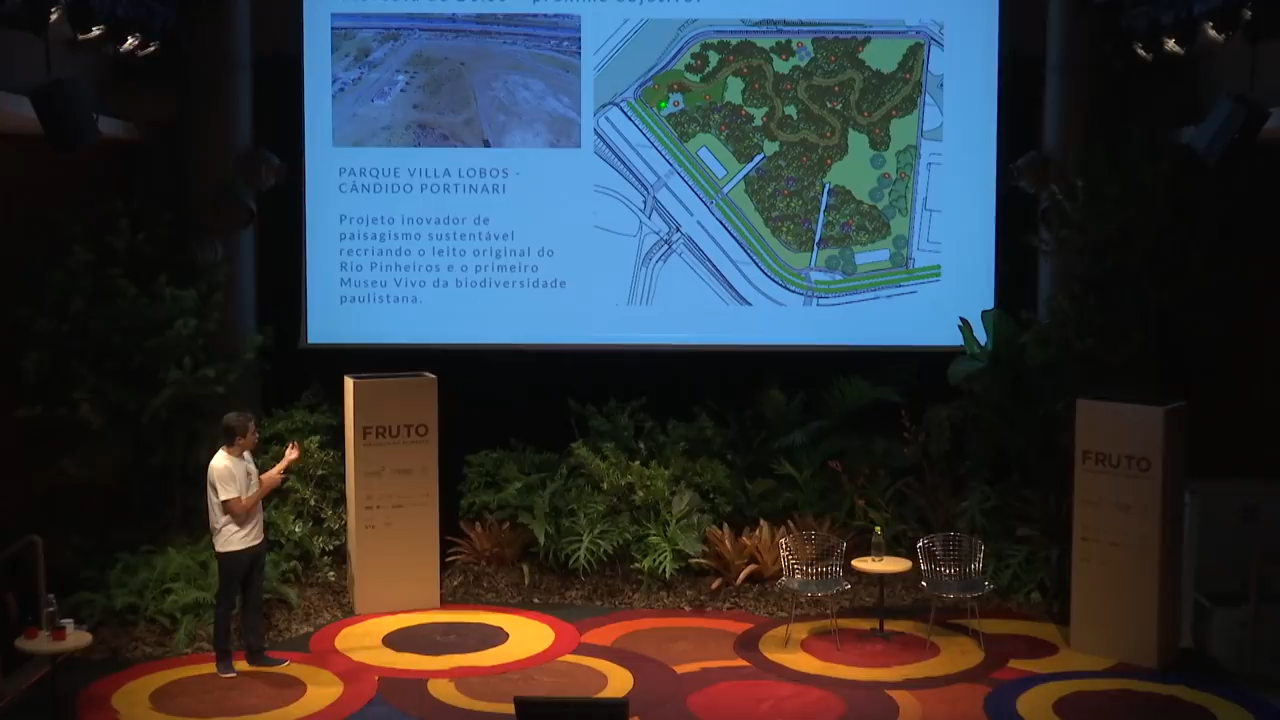 PARQUE VILLA LOBOS -
CÂNDIDO PORTINARI
Projeto inovador de
paisagismo sustentável
recriando o leito original do
Rio Pinheiros e o primeiro
Museu Vivo da biodiversidade
paulistana.
FRUTO
FRUTO